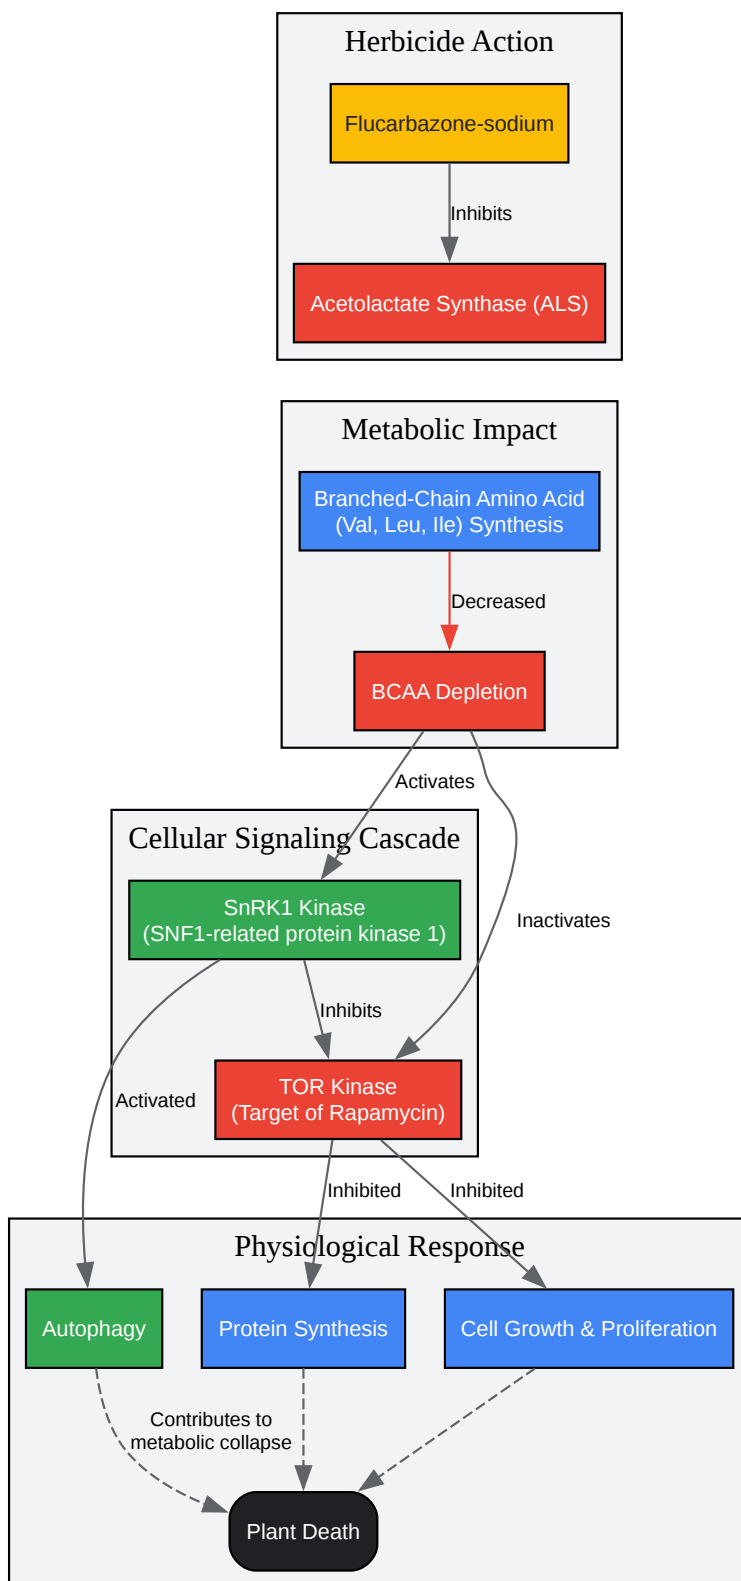 Herbicide Action
Flucarbazone-sodium
Inhibits
Acetolactate Synthase (ALS)
Metabolic Impact
Branched-Chain Amino Acid
(Val, Leu, Ile) Synthesis
Decreased
BCAA Depletion
Activates
Cellular Signaling Cascade
SnRK1 Kinase
(SNF1-related protein kinase 1)
Inactivates
Inhibits
TOR Kinase
(Target of Rapamycin)
Activated
Inhibited
Inhibited
Physiological Response
Autophagy
Protein Synthesis
Cell Growth & Proliferation
Contributes to
metabolic collapse
Plant Death